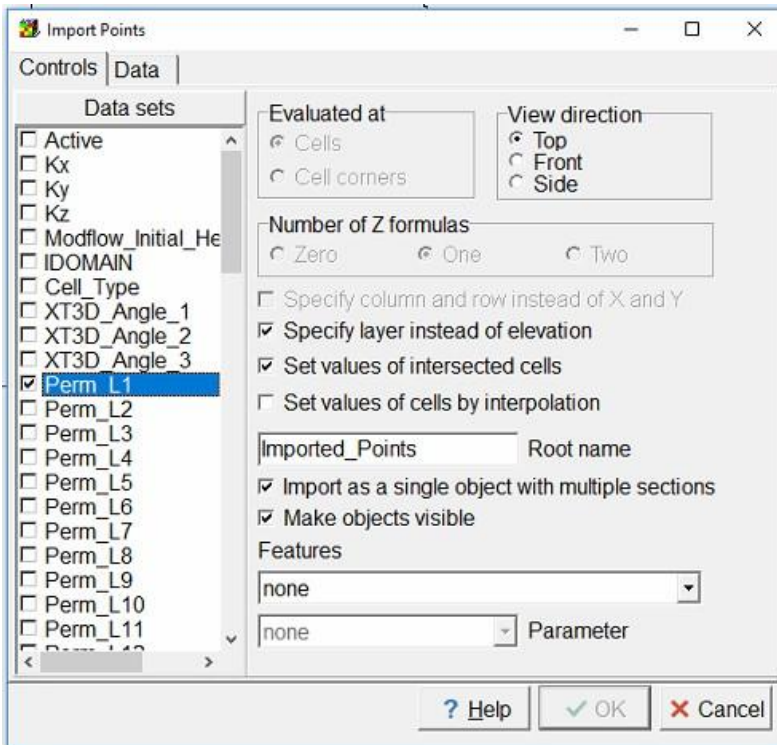 Import Points
Controls
Data
Data sets
Active
Kx
Ky
Kz
Modflow_Initial_He
IDOMAIN
Cell_Type
XT3D_Angle_1
XT3D_Angle_2
XT3D_Angle_3
Perm_L1
Perm_L2
Perm_L3
Perm_L4
Perm_L5
Perm_L6
Perm_L7
Perm_L8
Perm_L9
Perm_L10
Perm_L11
Evaluated at
Cells
Cell corners
View direction
Top
Front
Side
Number of Z formulas
Zero One Two
Specify column and row instead of X and Y
Specify layer instead of elevation
Set values of intersected cells
Set values of cells by interpolation
Imported_Points Root name
Import as a single object with multiple sections
Make objects visible
Features
none
none Parameter
? Help OK Cancel